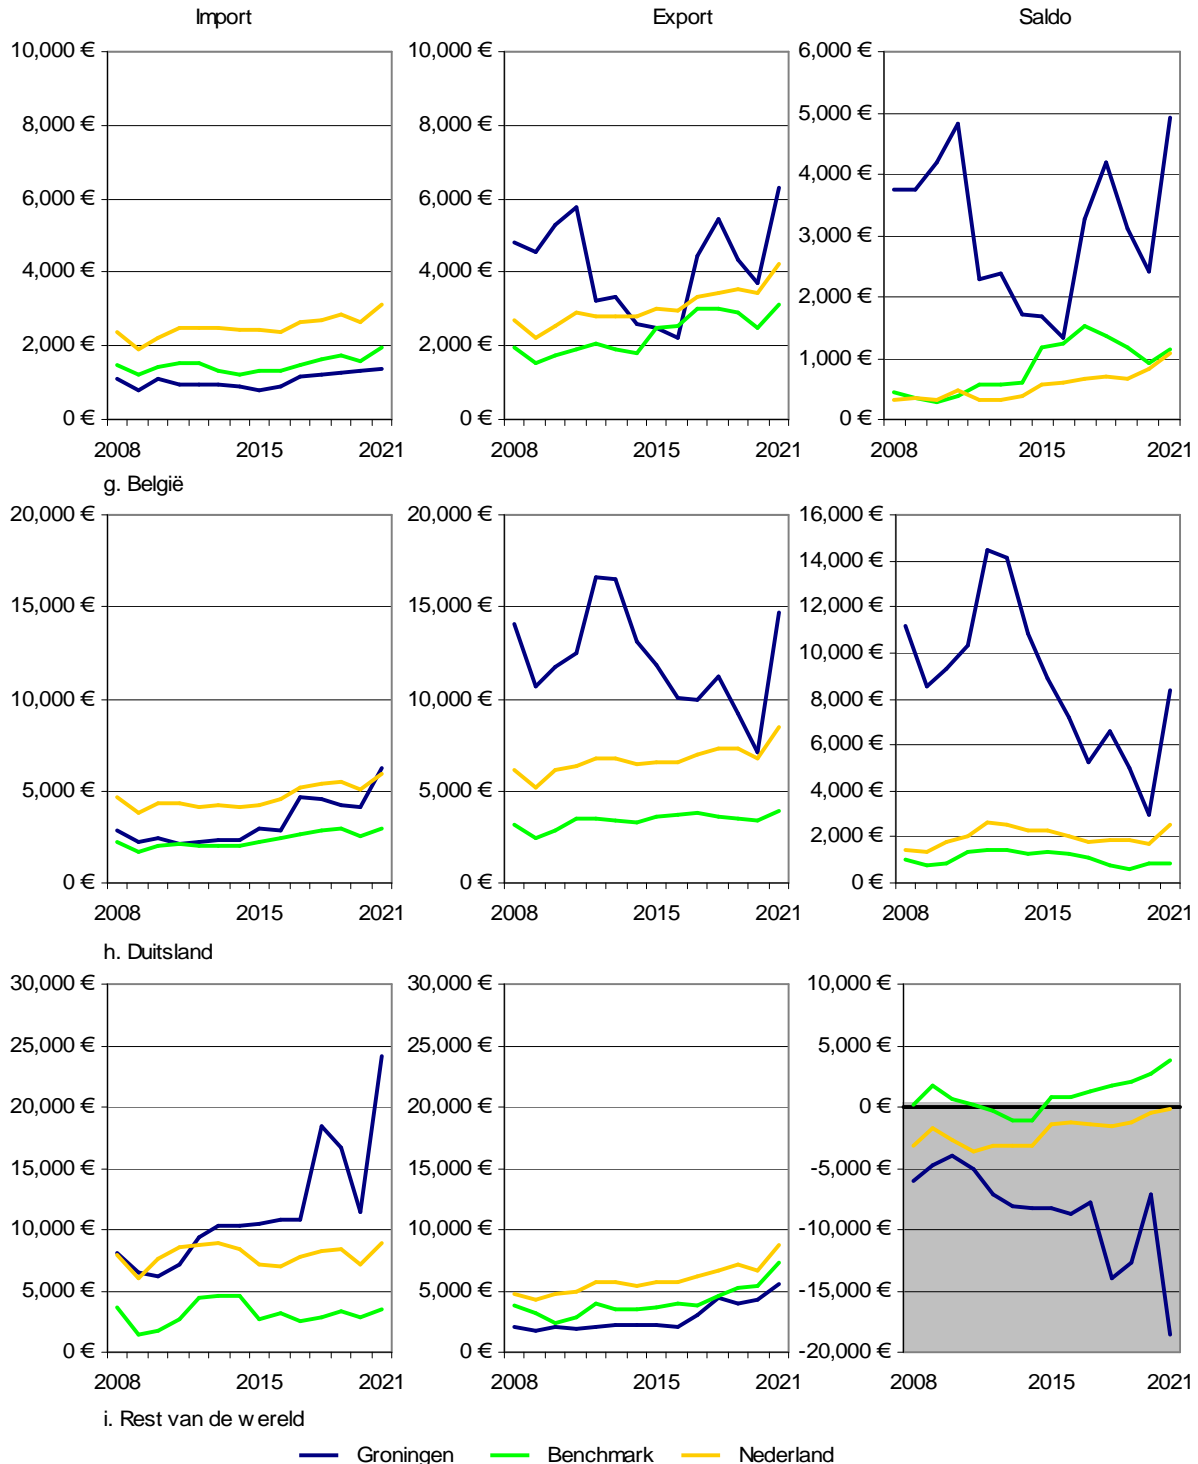 Import Export Saldo
10,000 € 10,000 € 6,000 €
5,000 €
8,000 € 8,000 €
4,000 €
6,000 € 6,000 €
3,000 €
4,000 € 4,000 €
2,000 €
2,000 € 2,000 €
1,000 €
0 € 0 € 0 €
2008 2015 2021 2008 2015 2021 2008 2015 2021
g. België
20,000 € 20,000 € 16,000 €
14,000 €
15,000 € 15,000 €
12,000 €
10,000 €
10,000 € 10,000 €
8,000 €
6,000 €
5,000 € 5,000 €
4,000 €
2,000 €
0 € 0 € 0 €
2008 2015 2021 2008 2015 2021 2008 2015 2021
h. Duitsland
30,000 € 30,000 € 10,000 €
25,000 € 25,000 € 5,000 €
20,000 € 20,000 € 0 €
15,000 € 15,000 € -5,000 €
10,000 € 10,000 € -10,000 €
5,000 € 5,000 € -15,000 €
0 € 0 € -20,000 €
2008 2015 2021 2008 2015 2021 2008 2015 2021
i. Rest van de wereld
Groningen Benchmark Nederland